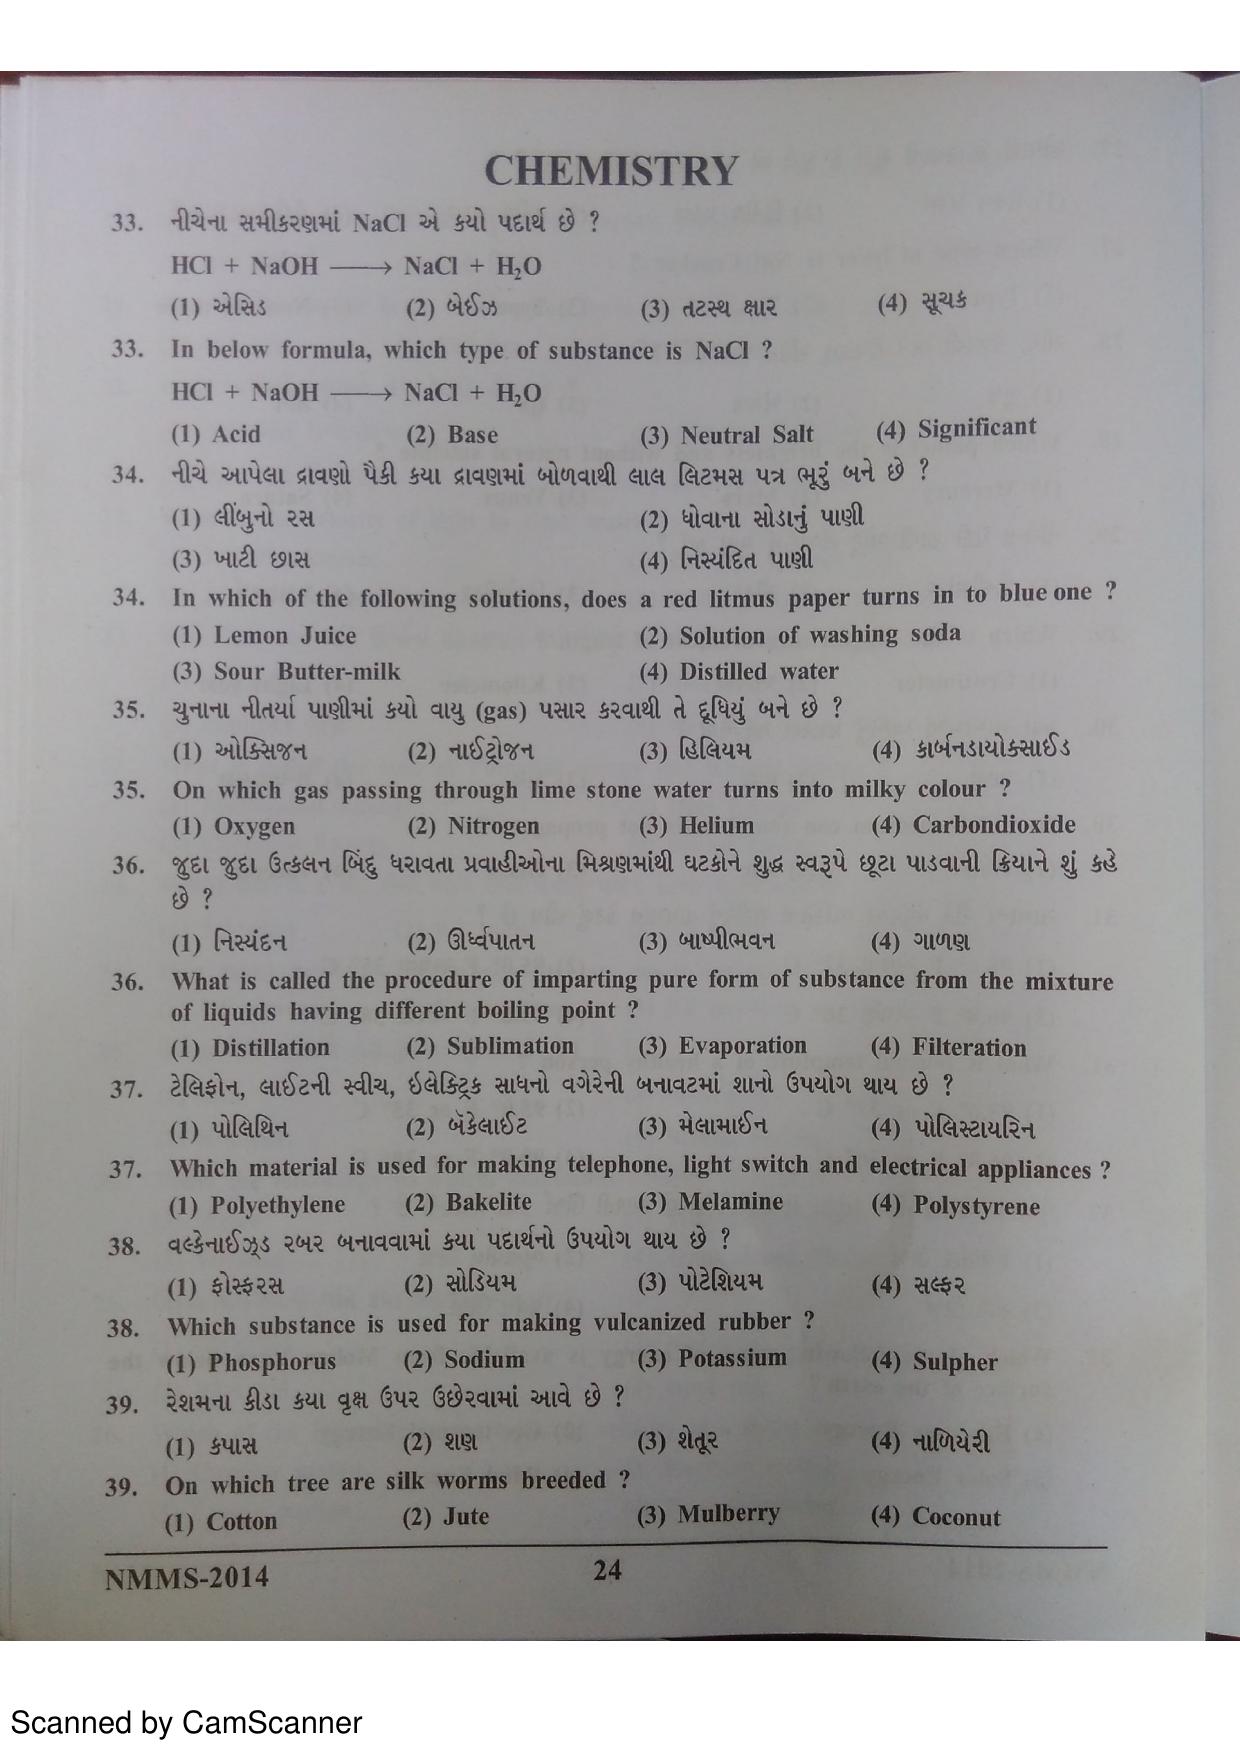 CHEMISTRY
33. નીચેના સમીકરણમાં NaCl એ કયો પદાર્થ છે ?
HCl + NaOH ⟶ NaCl + H₂O
(1) એસિડ (2) બેઈઝ (3) તટસ્થ ક્ષાર (4) સૂચક
33. In below formula, which type of substance is NaCl ?
HCl + NaOH ⟶ NaCl + H₂O
(1) Acid (2) Base (3) Neutral Salt (4) Significant
34. નીચે આપેલા દ્રાવણો પૈકી કયા દ્રાવણમાં બોળવાથી લાલ લિટમસ પત્ર ભૂરું બને છે ?
(1) લીંબુનો રસ (2) ધોવાના સોડાનું પાણી
(3) ખાટી છાસ (4) નિસ્યંદિત પાણી
34. In which of the following solutions, does a red litmus paper turns in to blue one ?
(1) Lemon Juice (2) Solution of washing soda
(3) Sour Butter-milk (4) Distilled water
35. ચુનાના નીતર્યા પાણીમાં કયો વાયુ (gas) પસાર કરવાથી તે દૂધિયું બને છે ?
(1) ઓક્સિજન (2) નાઈટ્રોજન (3) હિલિયમ (4) કાર્બનડાયોક્સાઈડ
35. On which gas passing through lime stone water turns into milky colour ?
(1) Oxygen (2) Nitrogen (3) Helium (4) Carbondioxide
36. જુદા જુદા ઉત્કલન બિંદુ ધરાવતા પ્રવાહીઓના મિશ્રણમાંથી ઘટકોને શુદ્ધ સ્વરૂપે છૂટા પાડવાની ક્રિયાને શું કહે
છે ?
(1) નિસ્યંદન (2) ઊર્ધ્વપાતન (3) બાષ્પીભવન (4) ગાળણ
36. What is called the procedure of imparting pure form of substance from the mixture
of liquids having different boiling point ?
(1) Distillation (2) Sublimation (3) Evaporation (4) Filteration
37. ટેલિફોન, લાઈટની સ્વીચ, ઇલેક્ટ્રિક સાધનો વગેરેની બનાવટમાં શાનો ઉપયોગ થાય છે ?
(1) પોલિથિન (2) બૅકેલાઈટ (3) મેલામાઈન (4) પોલિસ્ટાયરિન
37. Which material is used for making telephone, light switch and electrical appliances ?
(1) Polyethylene (2) Bakelite (3) Melamine (4) Polystyrene
38. વલ્કેનાઈઝ્ડ રબર બનાવવામાં કયા પદાર્થનો ઉપયોગ થાય છે ?
(1) ફોસ્ફરસ (2) સોડિયમ (3) પોટેશિયમ (4) સલ્ફર
38. Which substance is used for making vulcanized rubber ?
(1) Phosphorus (2) Sodium (3) Potassium (4) Sulpher
39. રેશમના કીડા કયા વૃક્ષ ઉપર ઉછેરવામાં આવે છે ?
(1) કપાસ (2) શણ (3) શેતૂર (4) નાળિયેરી
39. On which tree are silk worms breeded ?
(1) Cotton (2) Jute (3) Mulberry (4) Coconut
NMMS-2014 24
Scanned by CamScanner